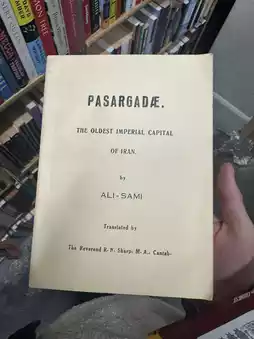 PASARGADÆ.
THE OLDEST IMPERIAL CAPITAL
OF IRAN.
by
ALI-SAMI
Translated by
The Reverend R. N. Sharp, M. A., Cantab-